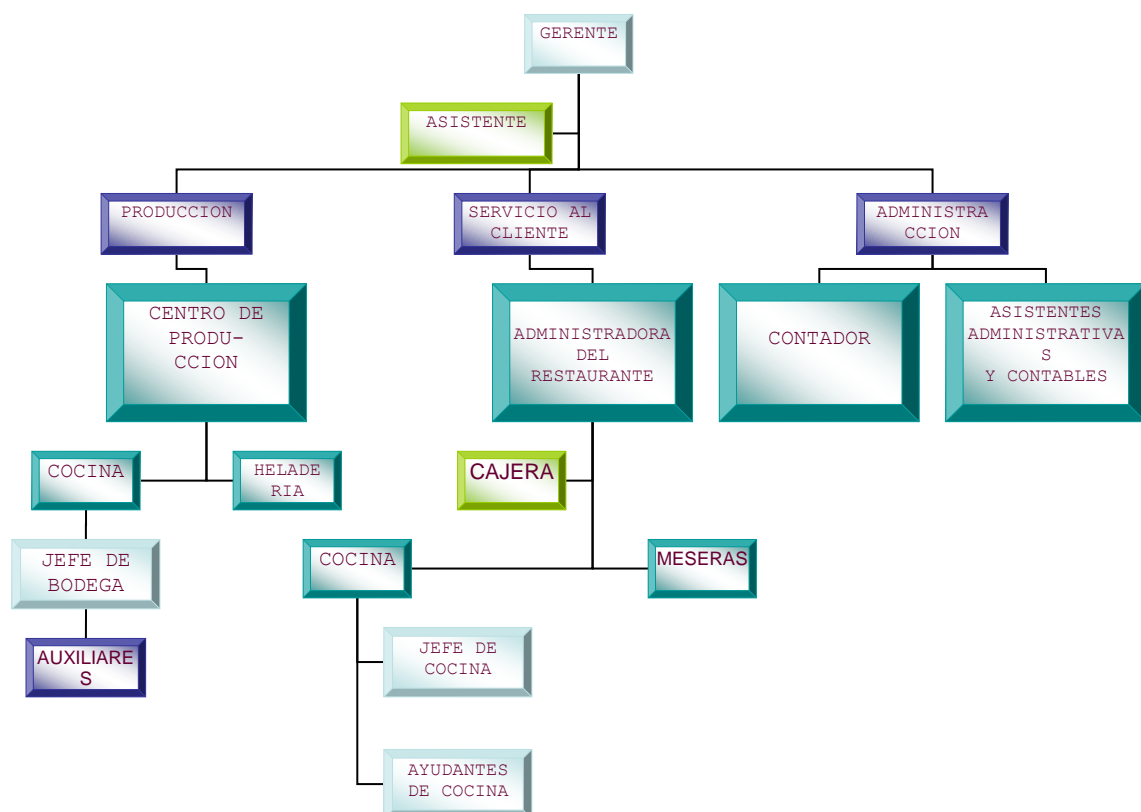 GERENTE
ASISTENTE
PRODUCCION
SERVICIO AL
CLIENTE
ADMINISTRA
CCION
CENTRO DE
PRODU-
CCION
ADMINISTRADORA
DEL
RESTAURANTE
CONTADOR
ASISTENTES
ADMINISTRATIVA
S
Y CONTABLES
COCINA
HELADE
RIA
CAJERA
JEFE DE
BODEGA
COCINA
MESERAS
AUXILIARE
S
JEFE DE
COCINA
AYUDANTES
DE COCINA